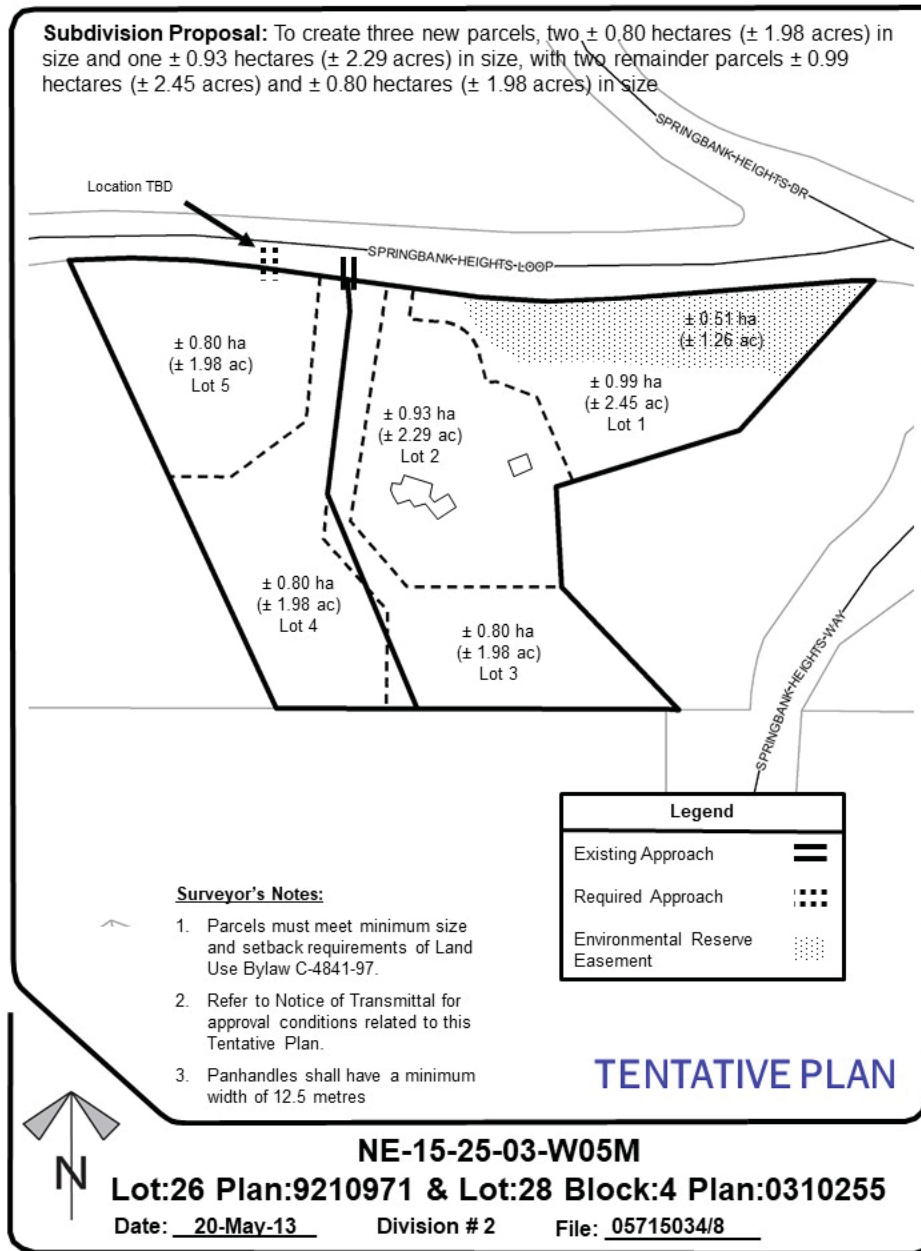 Subdivision Proposal: To create three new parcels, two ± 0.80 hectares (± 1.98 acres) in
size and one ± 0.93 hectares (± 2.29 acres) in size, with two remainder parcels ± 0.99
hectares (± 2.45 acres) and ± 0.80 hectares (± 1.98 acres) in size
SPRINGBANK-HEIGHTS-DR
Location TBD
SPRINGBANK-HEIGHTS-LOOP
± 0.80 ha
(± 1.98 ac)
Lot 5
± 0.51 ha
(± 1.26 ac)
± 0.99 ha
(± 2.45 ac)
Lot 1
± 0.93 ha
(± 2.29 ac)
Lot 2
± 0.80 ha
(± 1.98 ac)
Lot 4
± 0.80 ha
(± 1.98 ac)
Lot 3
SPRINGBANK-HEIGHTS-WAY
Legend
Existing Approach
Required Approach
Environmental Reserve
Easement
Surveyor's Notes:
1. Parcels must meet minimum size
and setback requirements of Land
Use Bylaw C-4841-97.
2. Refer to Notice of Transmittal for
approval conditions related to this
Tentative Plan.
3. Panhandles shall have a minimum
width of 12.5 metres
TENTATIVE PLAN
N
NE-15-25-03-W05M
Lot:26 Plan:9210971 & Lot:28 Block:4 Plan:0310255
Date: 20-May-13 Division # 2 File: 05715034/8